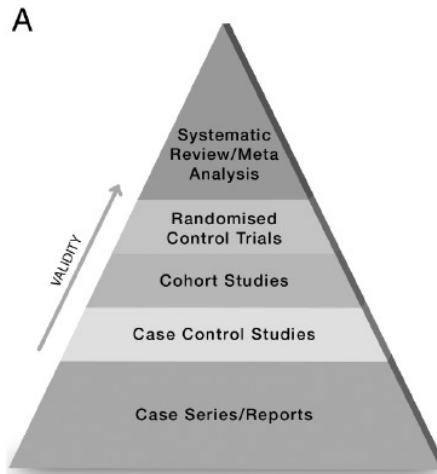 A
Systematic
Review/Meta
Analysis
Randomised
Control Trials
VALIDITY
Cohort Studies
Case Control Studies
Case Series/Reports